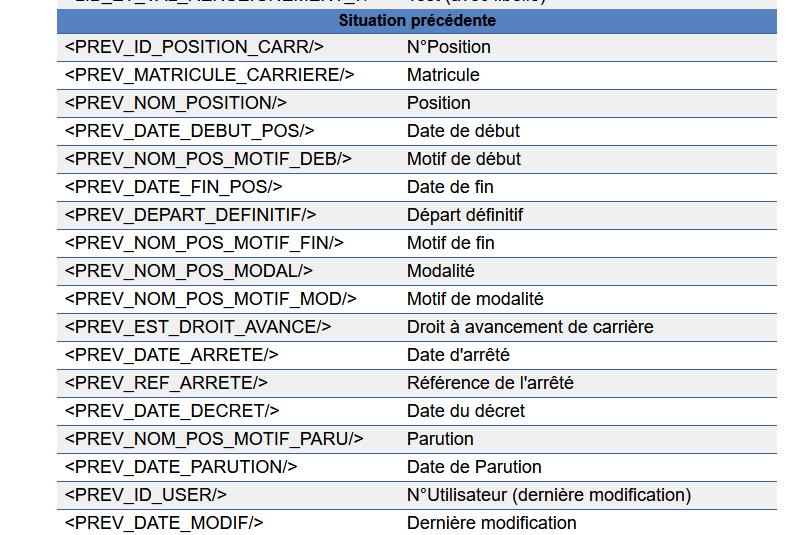 Situation précédente
<PREV_ID_POSITION_CARR/> N°Position
<PREV_MATRICULE_CARRIERE/> Matricule
<PREV_NOM_POSITION/> Position
<PREV_DATE_DEBUT_POS/> Date de début
<PREV_NOM_POS_MOTIF_DEB/> Motif de début
<PREV_DATE_FIN_POS/> Date de fin
<PREV_DEPART_DEFINITIF/> Départ définitif
<PREV_NOM_POS_MOTIF_FIN/> Motif de fin
<PREV_NOM_POS_MODAL/> Modalité
<PREV_NOM_POS_MOTIF_MOD/> Motif de modalité
<PREV_EST_DROIT_AVANCE/> Droit à avancement de carrière
<PREV_DATE_ARRETE/> Date d'arrêté
<PREV_REF_ARRETE/> Référence de l'arrêté
<PREV_DATE_DECRET/> Date du décret
<PREV_NOM_POS_MOTIF_PARU/> Parution
<PREV_DATE_PARUTION/> Date de Parution
<PREV_ID_USER/> N°Utilisateur (dernière modification)
<PREV_DATE_MODIF/> Dernière modification